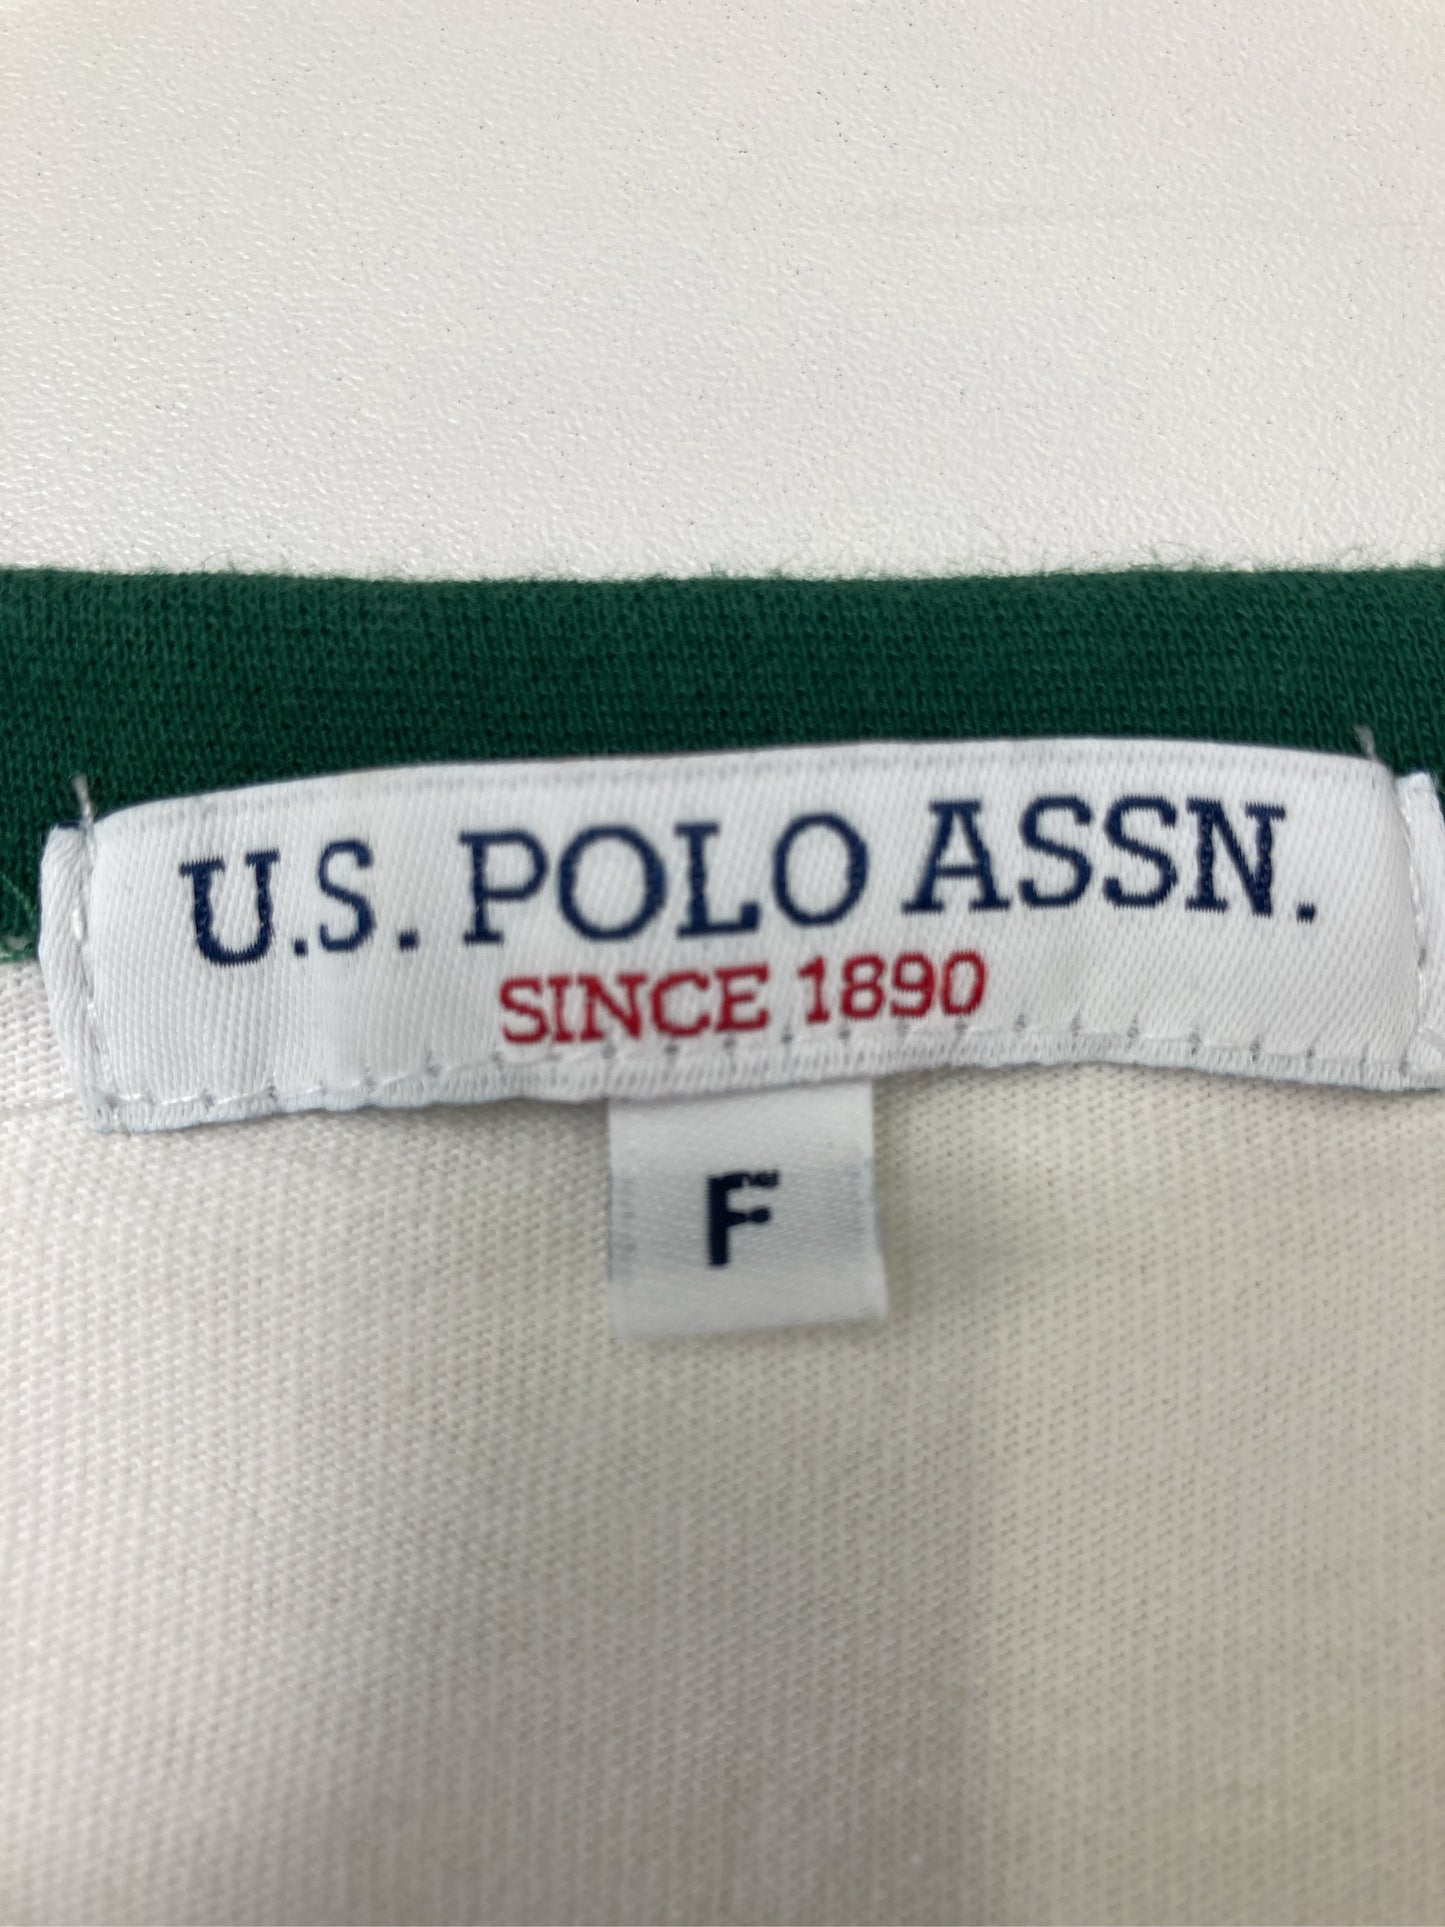 U.S. POLO ASSN.
SINCE 1890
F